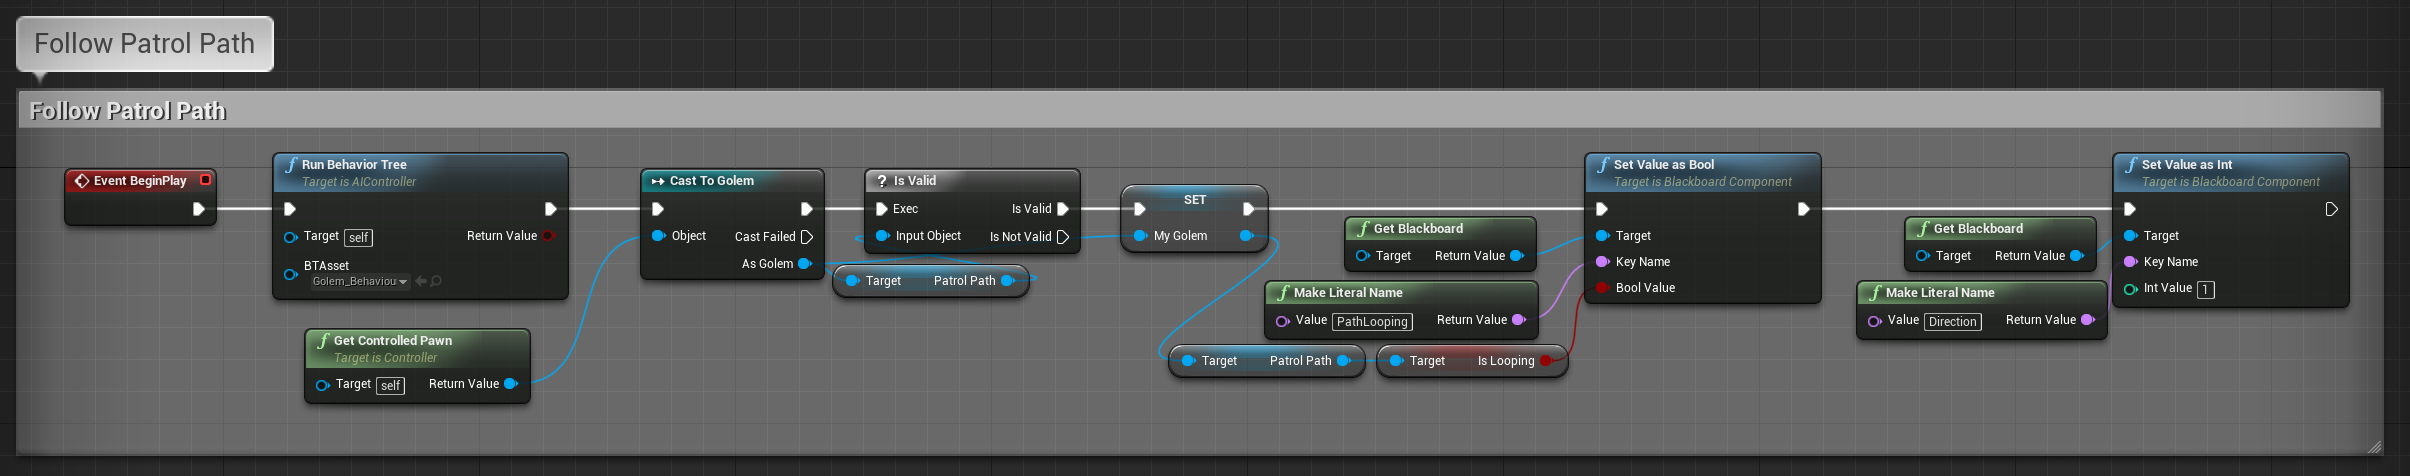 Follow Patrol Path
Follow Patrol Path
Event BeginPlay
f Run Behavior Tree
Target is AIController
Target self
Return Value
BTAsset
Golem_Behaviou
f Get Controlled Pawn
Target is Controller
Target self
Return Value
Cast To Golem
Object
Cast Failed
As Golem
? Is Valid
Exec
Is Valid
Input Object
Is Not Valid
Target
Patrol Path
SET
My Golem
f Get Blackboard
Target
Return Value
f Make Literal Name
Value PathLooping
Return Value
Target
Patrol Path
Target
Is Looping
f Set Value as Bool
Target is Blackboard Component
Target
Key Name
Bool Value
f Get Blackboard
Target
Return Value
f Make Literal Name
Value Direction
Return Value
f Set Value as Int
Target is Blackboard Component
Target
Key Name
Int Value 1